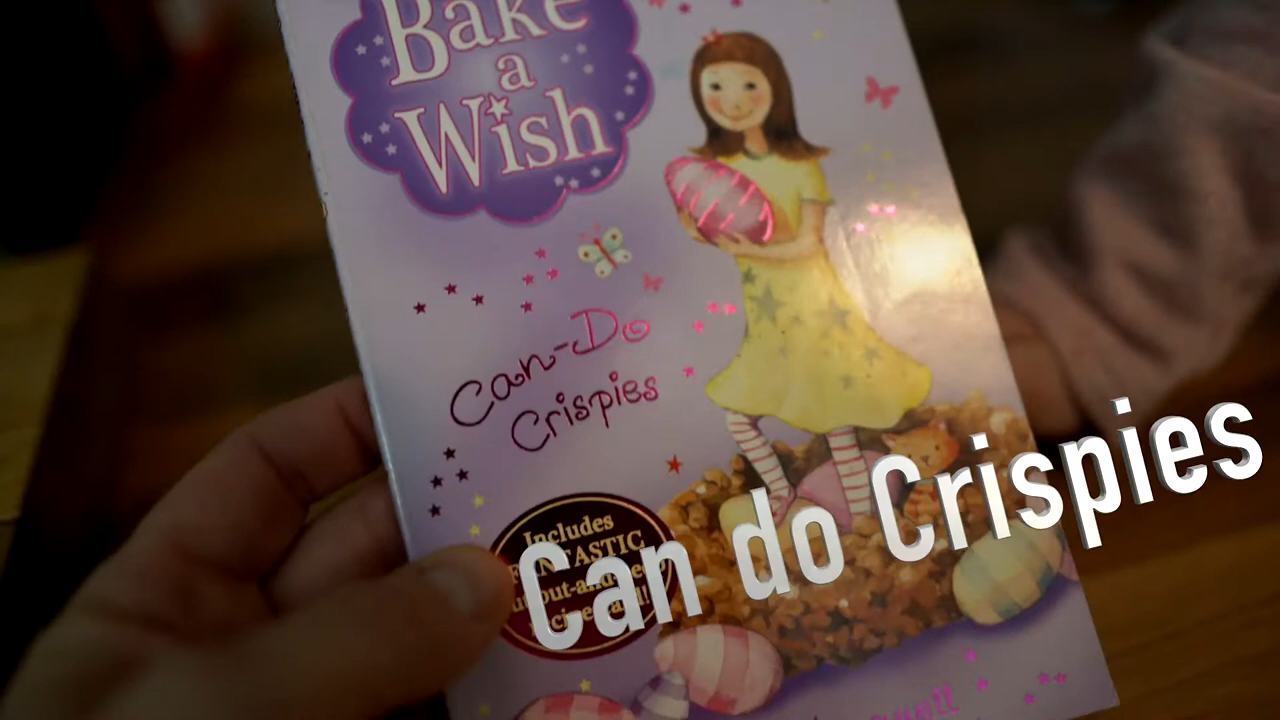 Bake
a
Wish
Can-Do
Crispies
Includes
Can do Crispies